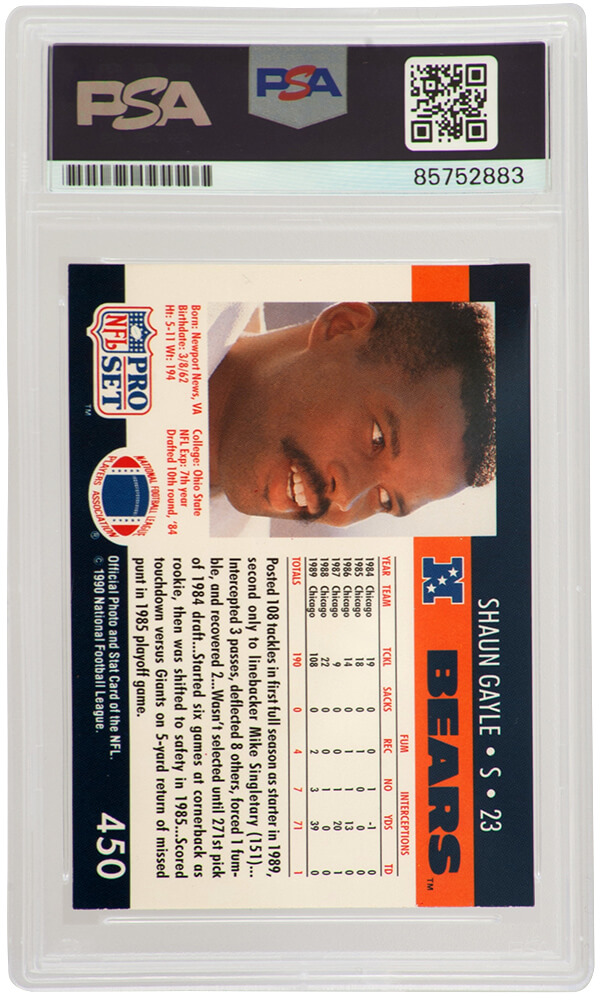 PSA
PSA
85752883
SHAUN GAYLE • S • 23
N
BEARS™
FUM INTERCEPTIONS
YEAR TEAM TCKL SACKS REC NO YDS TD
1984 Chicago 19 0 0 1 -1 0
1985 Chicago 18 0 1 0 0 0
1986 Chicago 14 0 1 1 13 0
1987 Chicago 9 0 0 1 20 1
1988 Chicago 22 0 0 1 0 0
1989 Chicago 108 0 2 3 39 0
TOTALS 190 0 4 7 71 1
Posted 108 tackles in first full season as starter in 1989,
second only to linebacker Mike Singletary (151)...
Intercepted 3 passes, deflected 8 others, forced 1 fum-
ble, and recovered 2...Wasn't selected until 271st pick
of 1984 draft...Started six games at cornerback as
rookie, then was shifted to safety in 1985...Scored
touchdown versus Giants on 5-yard return of missed
punt in 1985 playoff game.
Born: Newport News, VA College: Ohio State
Birthdate: 3/8/62 NFL Exp: 7th year
Ht: 5-11 Wt: 194 Drafted 10th round, '84
PRO
NFL SET
™
NATIONAL FOOTBALL LEAGUE
PLAYERS ASSOCIATION
®
Official Photo and Stat Card of the NFL.
© 1990 National Football League.
450